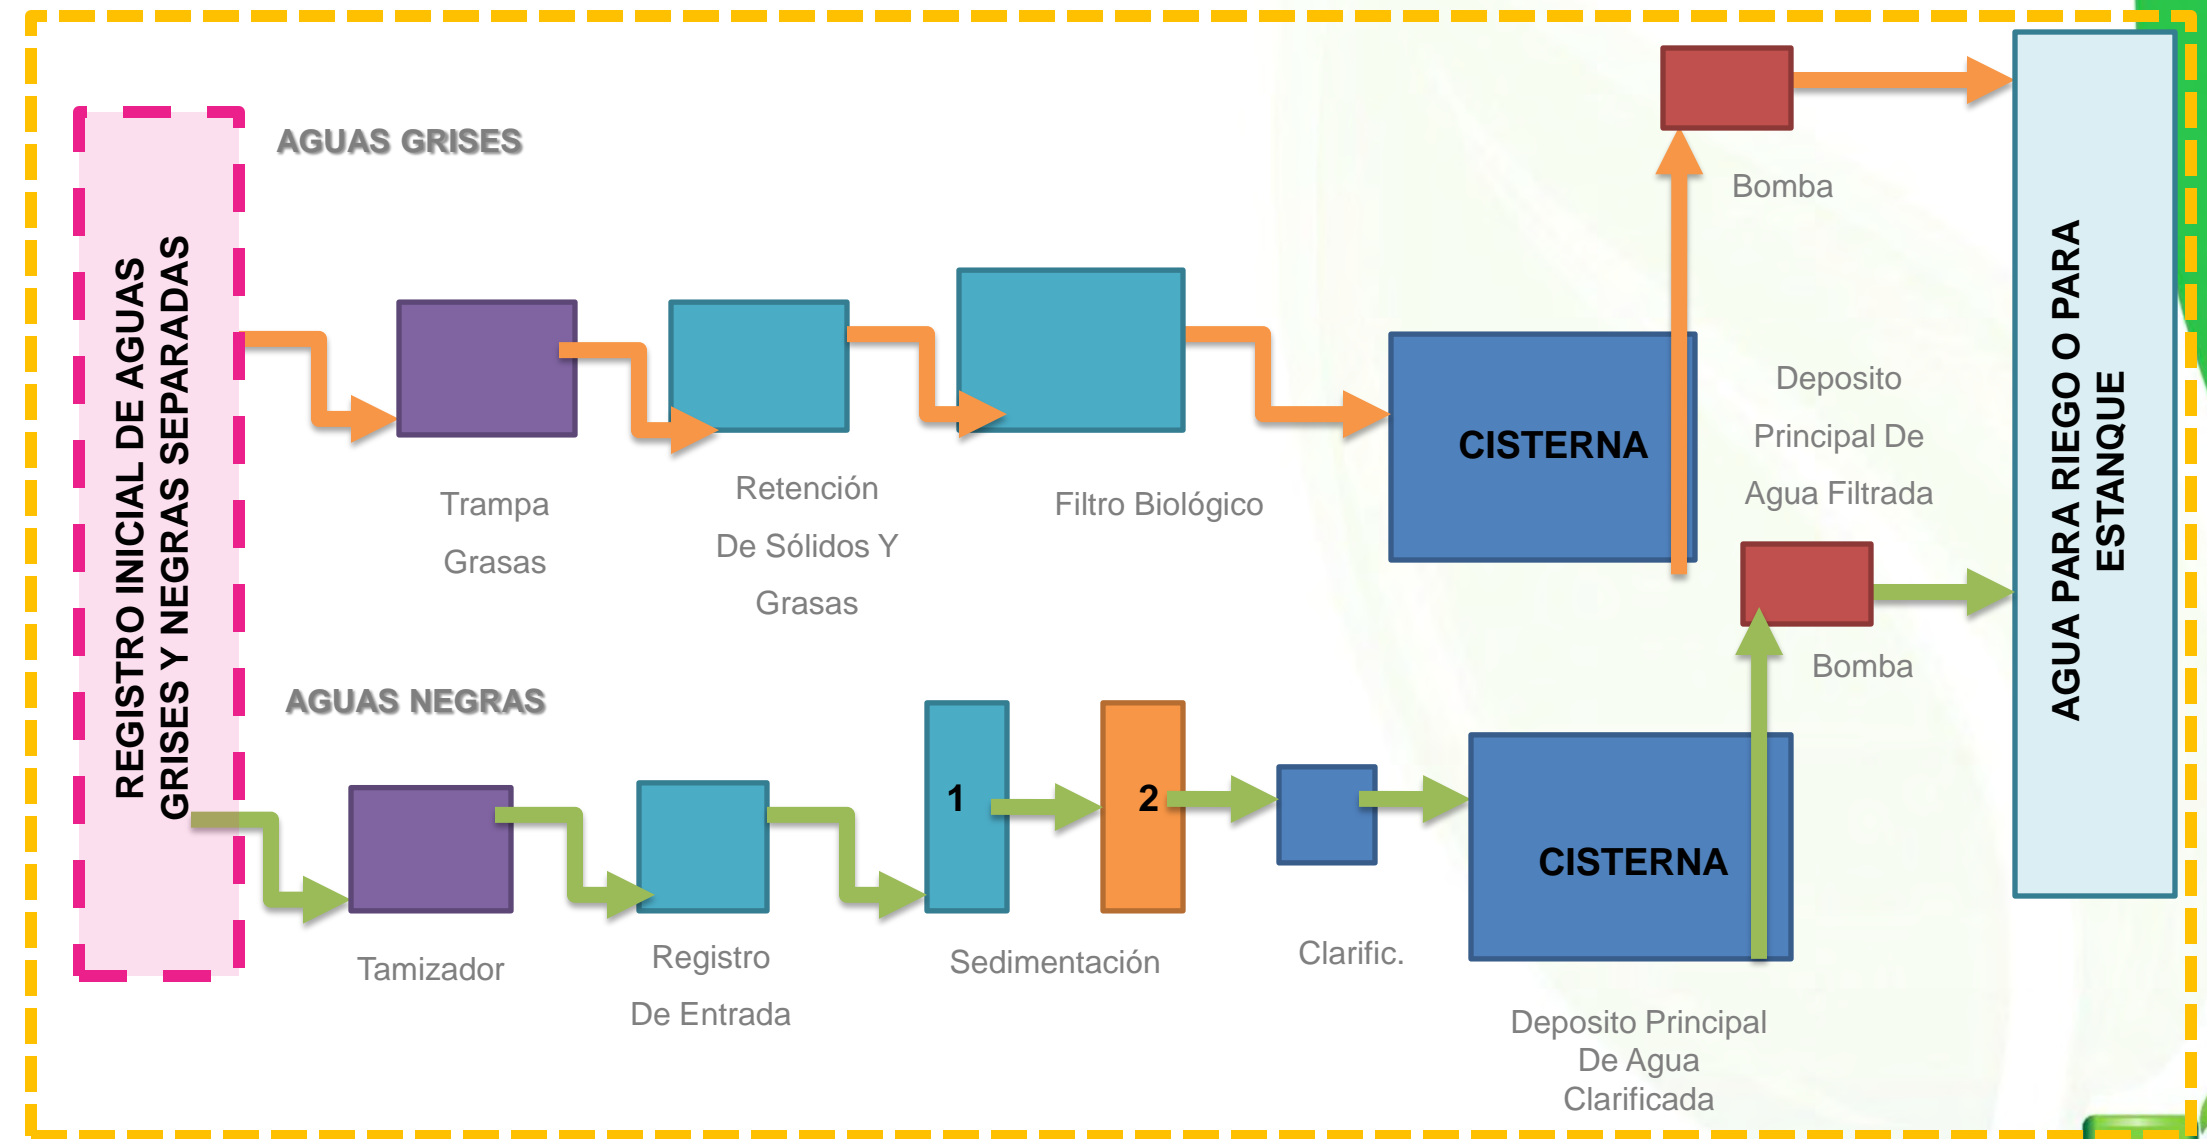 REGISTRO INICIAL DE AGUAS
GRISES Y NEGRAS SEPARADAS
AGUAS GRISES
Trampa
Grasas
Retención
De Sólidos Y
Grasas
Filtro Biológico
CISTERNA
Bomba
Deposito
Principal De
Agua Filtrada
AGUAS NEGRAS
Tamizador
Registro
De Entrada
1
2
Sedimentación
Clarific.
CISTERNA
Deposito Principal
De Agua
Clarificada
Bomba
AGUA PARA RIEGO O PARA
ESTANQUE